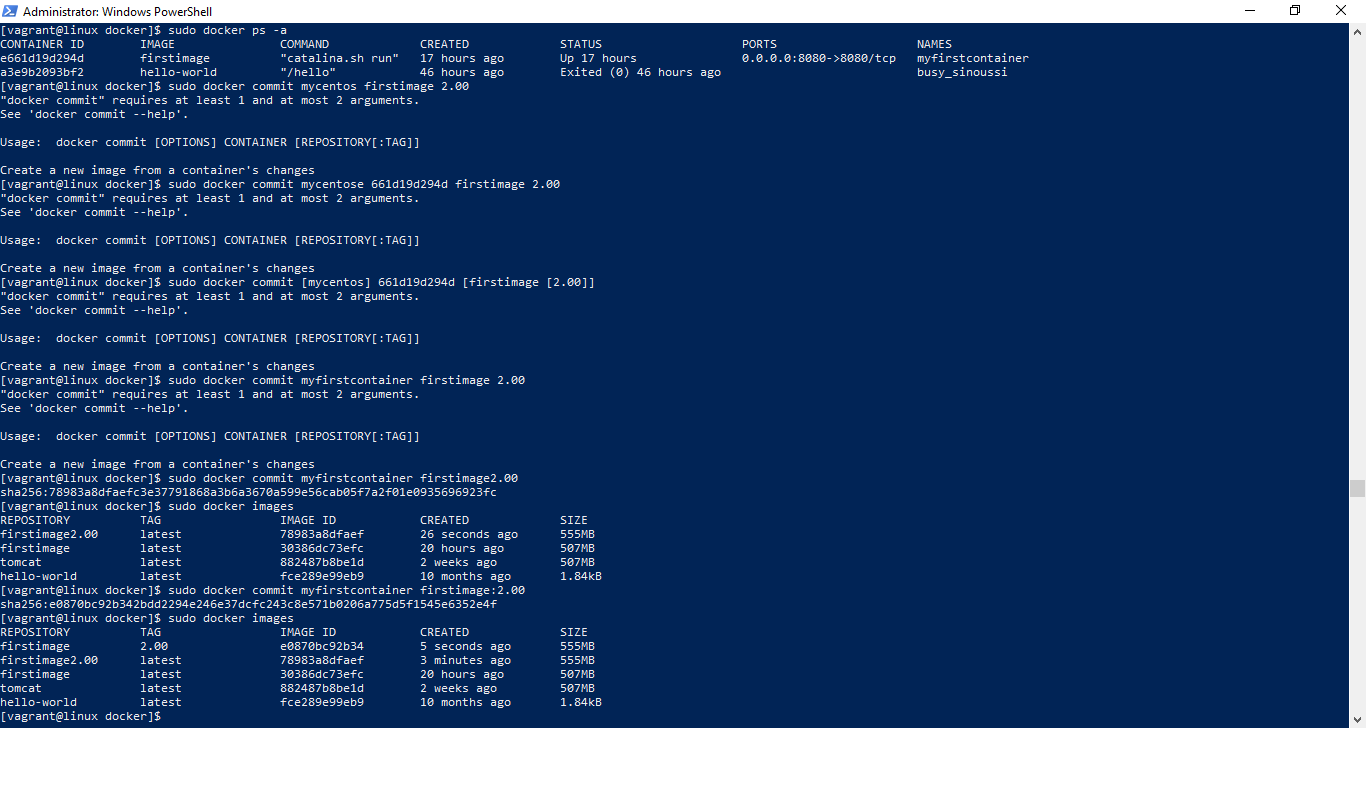 Administrator: Windows PowerShell
[vagrant@linux docker]$ sudo docker ps -a
CONTAINER ID        IMAGE               COMMAND             CREATED             STATUS                    PORTS                    NAMES
e661d19d294d        firstimage          "catalina.sh run"   17 hours ago        Up 17 hours               0.0.0.0:8080->8080/tcp   myfirstcontainer
a3e9b2093bf2        hello-world         "/hello"            46 hours ago        Exited (0) 46 hours ago                            busy_sinoussi
[vagrant@linux docker]$ sudo docker commit mycentos firstimage 2.00
"docker commit" requires at least 1 and at most 2 arguments.
See 'docker commit --help'.
Usage:  docker commit [OPTIONS] CONTAINER [REPOSITORY[:TAG]]
Create a new image from a container's changes
[vagrant@linux docker]$ sudo docker commit mycentose 661d19d294d firstimage 2.00
"docker commit" requires at least 1 and at most 2 arguments.
See 'docker commit --help'.
Usage:  docker commit [OPTIONS] CONTAINER [REPOSITORY[:TAG]]
Create a new image from a container's changes
[vagrant@linux docker]$ sudo docker commit [mycentos] 661d19d294d [firstimage [2.00]]
"docker commit" requires at least 1 and at most 2 arguments.
See 'docker commit --help'.
Usage:  docker commit [OPTIONS] CONTAINER [REPOSITORY[:TAG]]
Create a new image from a container's changes
[vagrant@linux docker]$ sudo docker commit myfirstcontainer firstimage 2.00
"docker commit" requires at least 1 and at most 2 arguments.
See 'docker commit --help'.
Usage:  docker commit [OPTIONS] CONTAINER [REPOSITORY[:TAG]]
Create a new image from a container's changes
[vagrant@linux docker]$ sudo docker commit myfirstcontainer firstimage2.00
sha256:78983a8dfaefc3e37791868a3b6a3670a599e56cab05f7a2f01e0935696923fc
[vagrant@linux docker]$ sudo docker images
REPOSITORY          TAG                 IMAGE ID            CREATED             SIZE
firstimage2.00      latest              78983a8dfaef        26 seconds ago      555MB
firstimage          latest              30386dc73efc        20 hours ago        507MB
tomcat              latest              882487b8be1d        2 weeks ago         507MB
hello-world         latest              fce289e99eb9        10 months ago       1.84kB
[vagrant@linux docker]$ sudo docker commit myfirstcontainer firstimage:2.00
sha256:e0870bc92b342bdd2294e246e37dcfc243c8e571b0206a775d5f1545e6352e4f
[vagrant@linux docker]$ sudo docker images
REPOSITORY          TAG                 IMAGE ID            CREATED             SIZE
firstimage          2.00                e0870bc92b34        5 seconds ago       555MB
firstimage2.00      latest              78983a8dfaef        3 minutes ago       555MB
firstimage          latest              30386dc73efc        20 hours ago        507MB
tomcat              latest              882487b8be1d        2 weeks ago         507MB
hello-world         latest              fce289e99eb9        10 months ago       1.84kB
[vagrant@linux docker]$